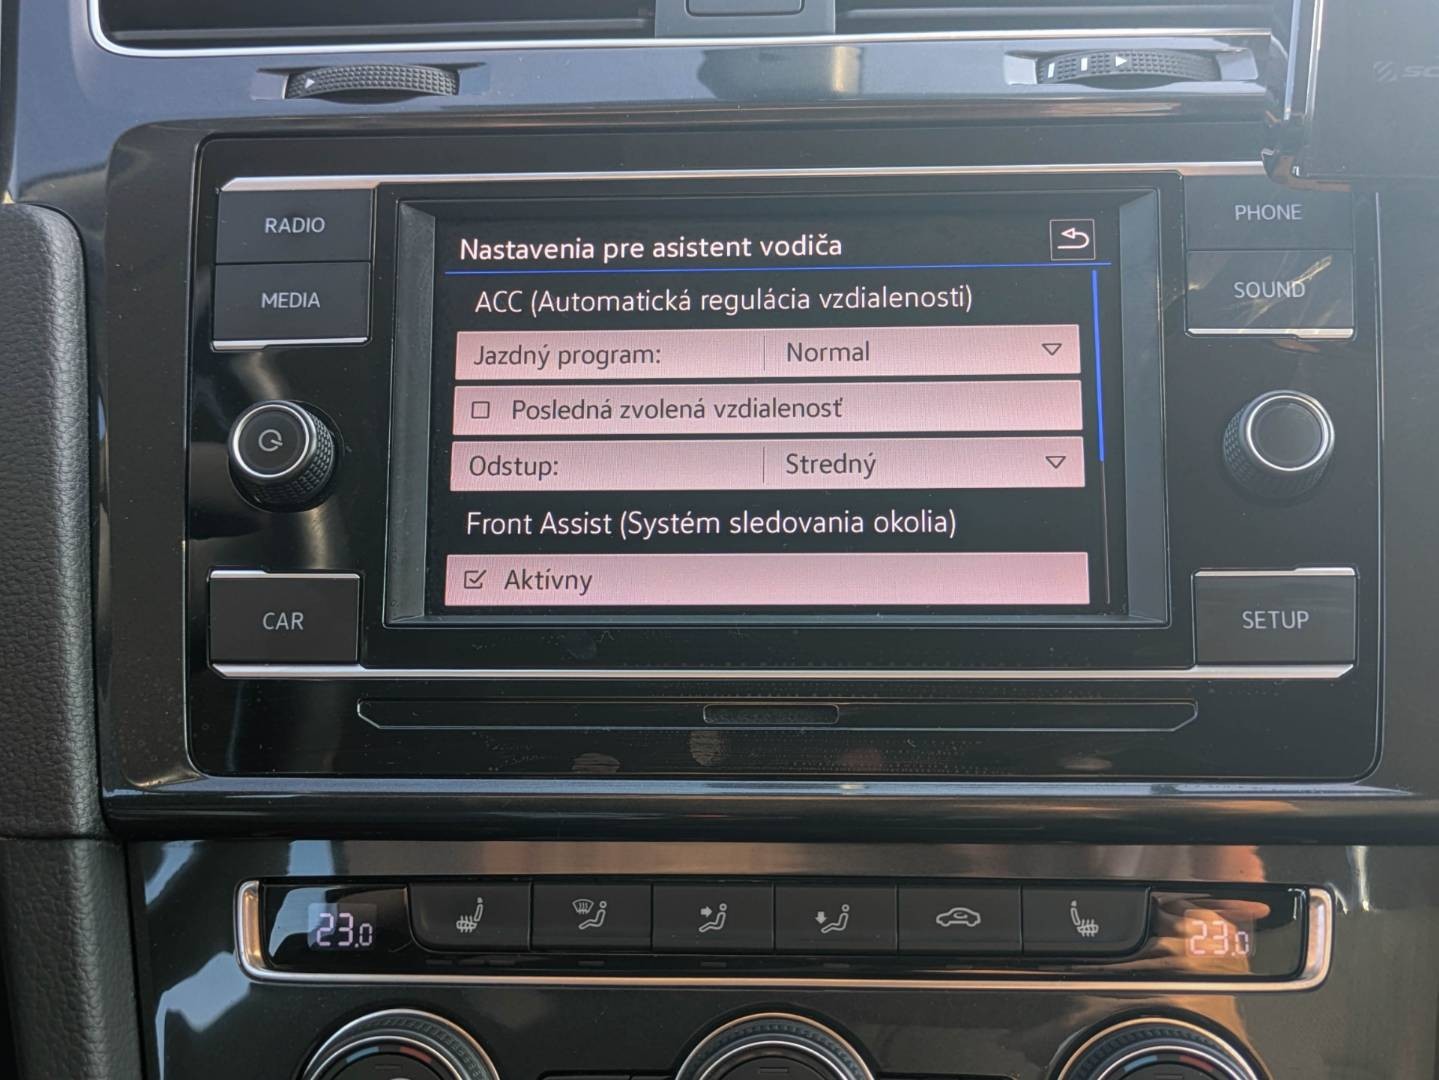 RADIO
MEDIA
CAR
Nastavenia pre asistent vodiča
ACC (Automatická regulácia vzdialenosti)
Jazdný program: Normal
Posledná zvolená vzdialenosť
Odstup: Stredný
Front Assist (Systém sledovania okolia)
Aktívny
PHONE
SOUND
SETUP
23.0
23.0